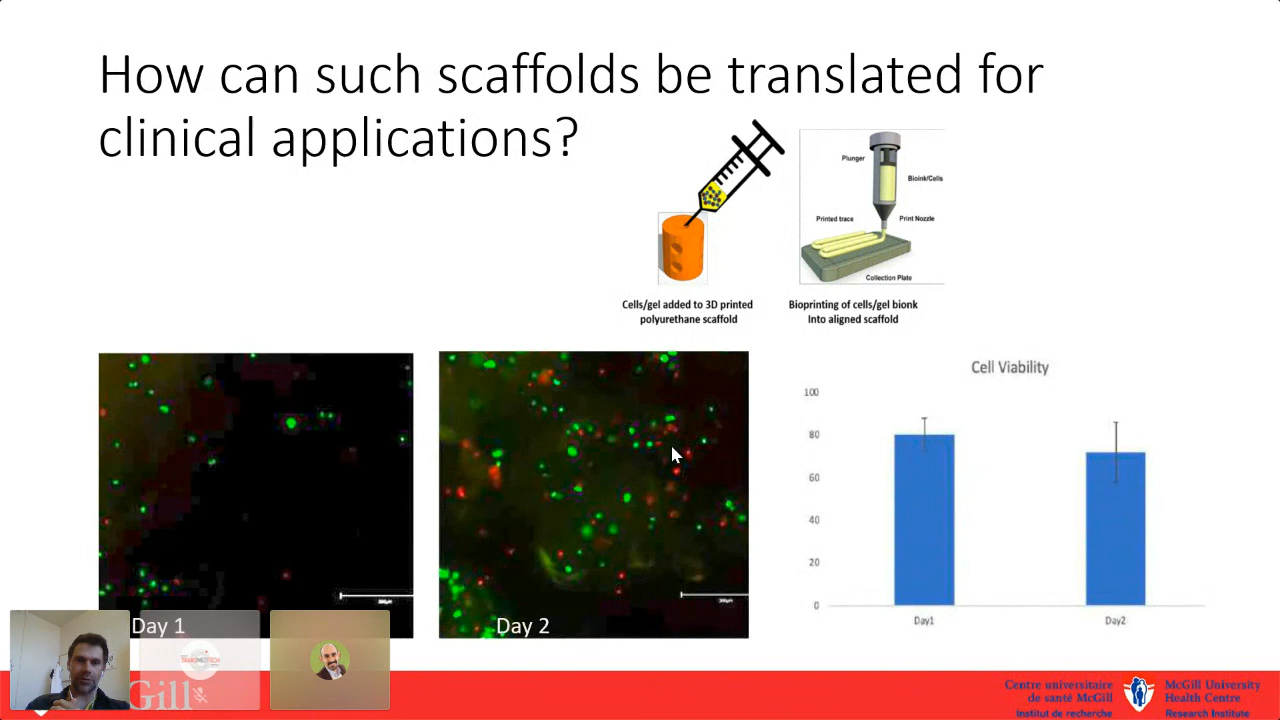 How can such scaffolds be translated for
clinical applications?
Plunger
Bioink/Cells
Printed trace
Print Nozzle
Collection Plate
Cells/gel added to 3D printed
polyurethane scaffold
Bioprinting of cells/gel bionk
Into aligned scaffold
Cell Viability
100
80
60
40
20
0
Day1
Day2
Day 1
Day 2
Gill
Centre universitaire
de santé McGill
Institut de recherche
McGill University
Health Centre
Research Institute